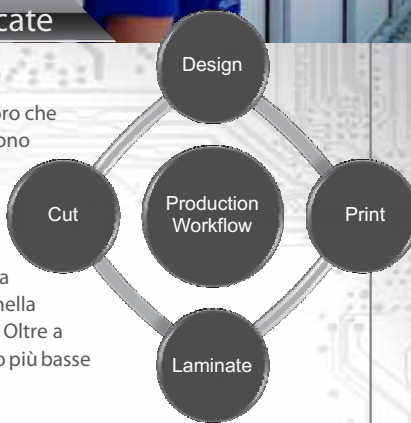 cate
oro che
ono
a
nella
Oltre a
o più basse
Design
Cut
Production
Workflow
Print
Laminate